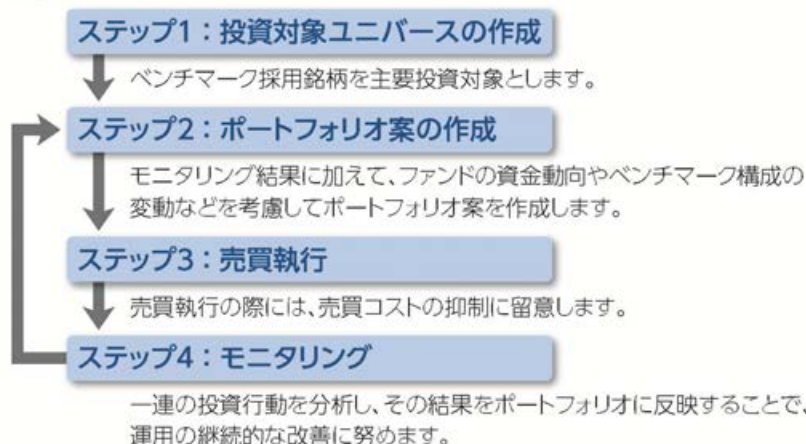 ステップ1：投資対象ユニバースの作成
ベンチマーク採用銘柄を主要投資対象とします。
ステップ2：ポートフォリオ案の作成
モニタリング結果に加えて、ファンドの資金動向やベンチマーク構成の
変動などを考慮してポートフォリオ案を作成します。
ステップ3：売買執行
売買執行の際には、売買コストの抑制に留意します。
ステップ4：モニタリング
一連の投資行動を分析し、その結果をポートフォリオに反映することで、
運用の継続的な改善に努めます。